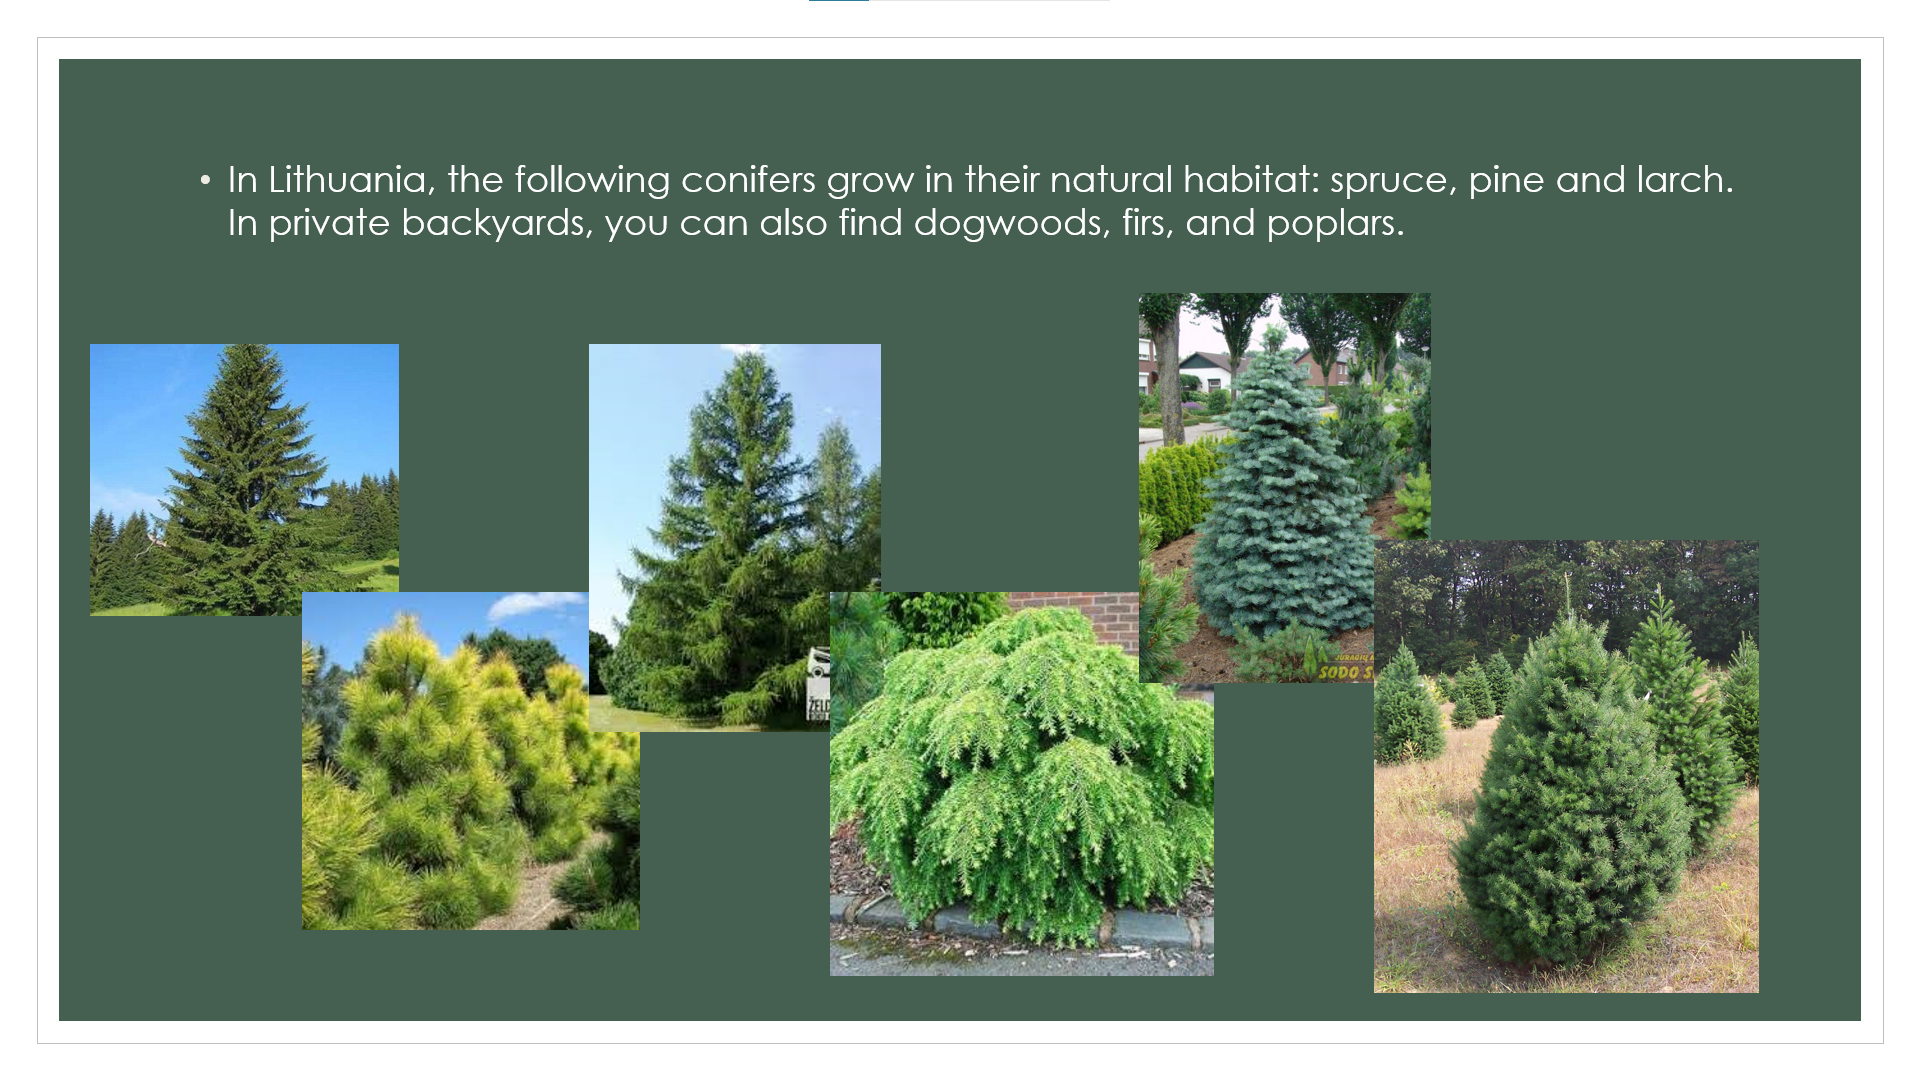 • In Lithuania, the following conifers grow in their natural habitat: spruce, pine and larch.
In private backyards, you can also find dogwoods, firs, and poplars.
SODO